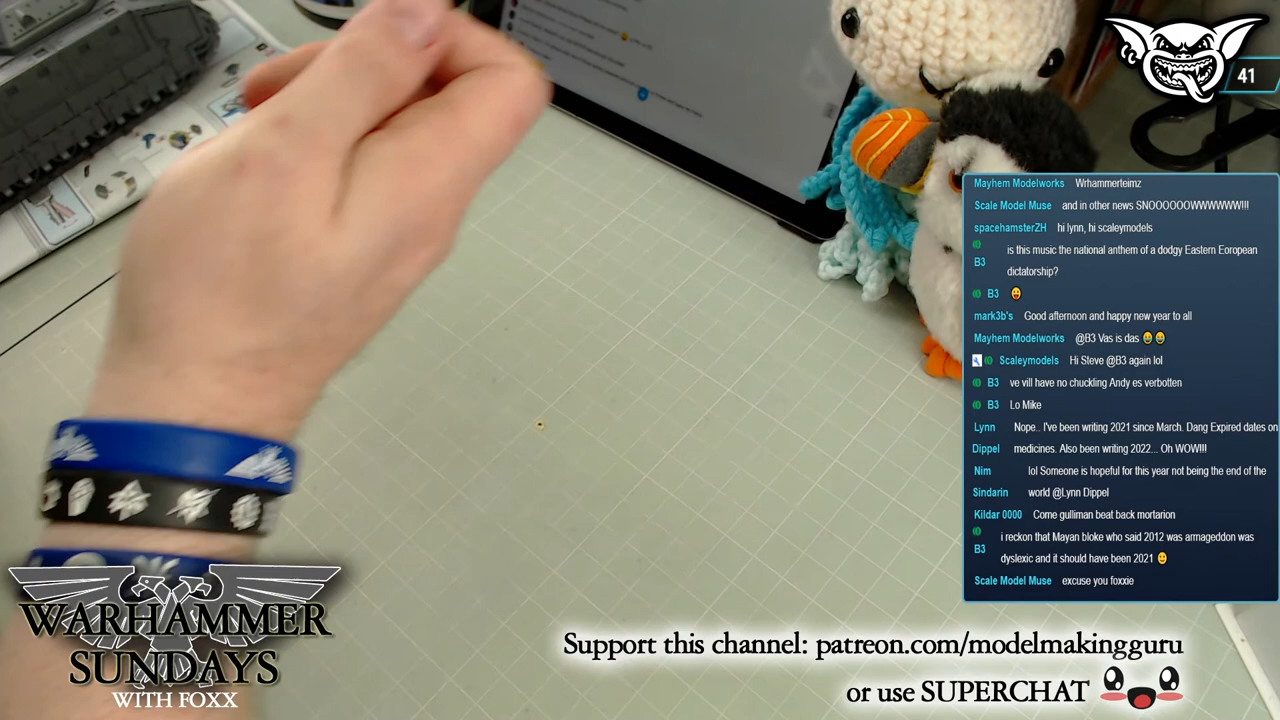 41
Mayhem Modelworks Wrhammerteimz
Scale Model Muse and in other news SNOOOOOOWWWWWW!!!
spacehamsterZH hi lynn, hi scaleymodels
is this music the national anthem of a dodgy Eastern Eoropean
B3 dictatorship?
B3
mark3b's Good afternoon and happy new year to all
Mayhem Modelworks @B3 Vas is das
Scaleymodels Hi Steve @B3 again lol
B3 ve vill have no chuckling Andy es verbotten
B3 Lo Mike
Lynn Nope.. I've been writing 2021 since March. Dang Expired dates on
Dippel medicines. Also been writing 2022... Oh WOW!!!
Nim lol Someone is hopeful for this year not being the end of the
Sindarin world @Lynn Dippel
Kildar 0000 Come gulliman beat back mortarion
i reckon that Mayan bloke who said 2012 was armageddon was
B3 dyslexic and it should have been 2021
Scale Model Muse excuse you foxxie
WARHAMMER
SUNDAYS
WITH FOXX
Support this channel: patreon.com/modelmakingguru
or use SUPERCHAT